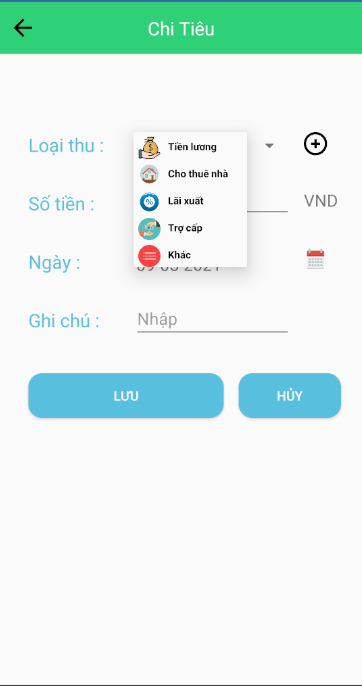 Chi Tiêu
Loại thu :
Tiền lương
Cho thuê nhà
Lãi xuất
Trợ cấp
Khác
Số tiền :
VND
Ngày :
Ghi chú :
Nhập
LƯU
HỦY